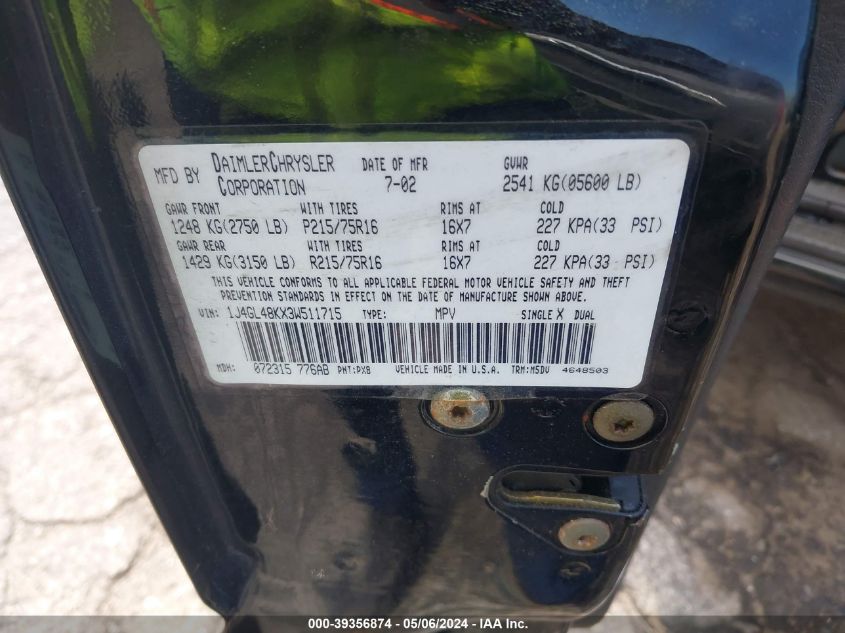 MFD BY DAIMLERCHRYSLER CORPORATION DATE OF MFR 7-02 GVWR 2541 KG(05600 LB)
GAWR FRONT WITH TIRES RIMS AT COLD
1248 KG(2750 LB) P215/75R16 16X7 227 KPA(33 PSI)
GAWR REAR WITH TIRES RIMS AT COLD
1429 KG(3150 LB) R215/75R16 16X7 227 KPA(33 PSI)
THIS VEHICLE CONFORMS TO ALL APPLICABLE FEDERAL MOTOR VEHICLE SAFETY AND THEFT
PREVENTION STANDARDS IN EFFECT ON THE DATE OF MANUFACTURE SHOWN ABOVE.
VIN: 1J4GL48KX3W511715 TYPE: MPV SINGLE X DUAL
MDH: 072315 776AB PNT:PX8 VEHICLE MADE IN U.S.A. TRM:M5DV 4648503
000-39356874 - 05/06/2024 - IAA Inc.